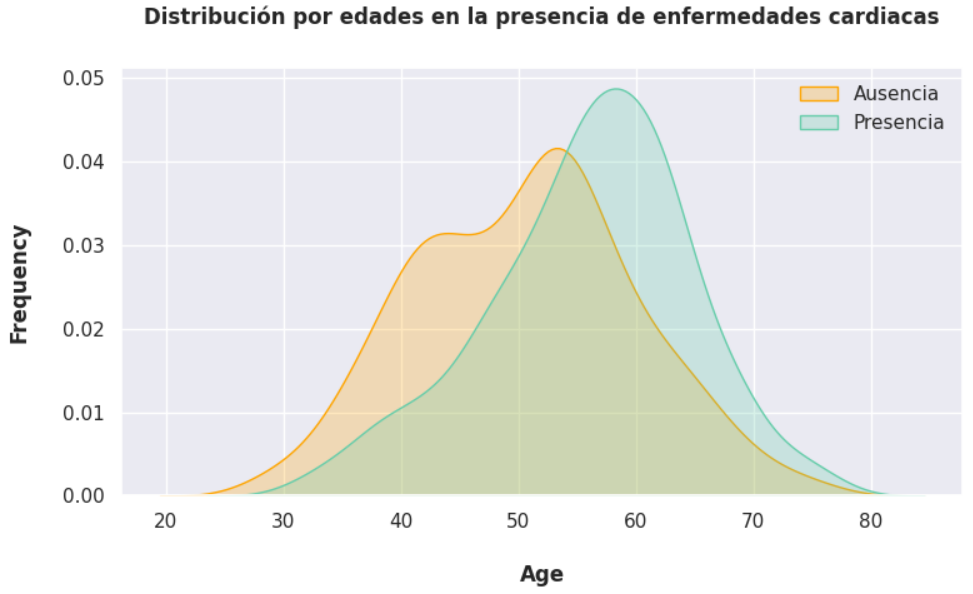 Distribución por edades en la presencia de enfermedades cardiacas
0.05
0.04
0.03
0.02
0.01
0.00
Frequency
Ausencia
Presencia
20 30 40 50 60 70 80
Age